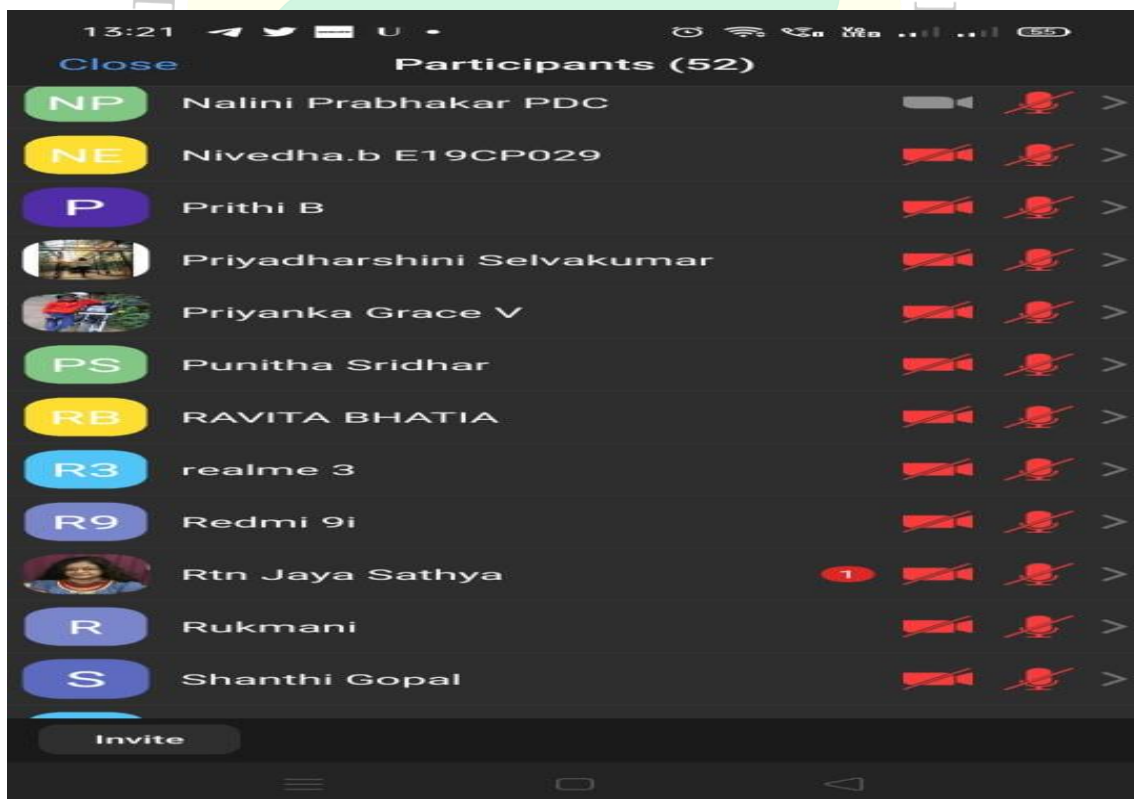 13:21 U 55
Close Participants (52)
NP Nalini Prabhakar PDC
NE Nivedha.b E19CP029
P Prithi B
Priyadharshini Selvakumar
Priyanka Grace V
PS Punitha Sridhar
RB RAVITA BHATIA
R3 realme 3
R9 Redmi 9i
Rtn Jaya Sathya 1
R Rukmani
S Shanthi Gopal
Invite